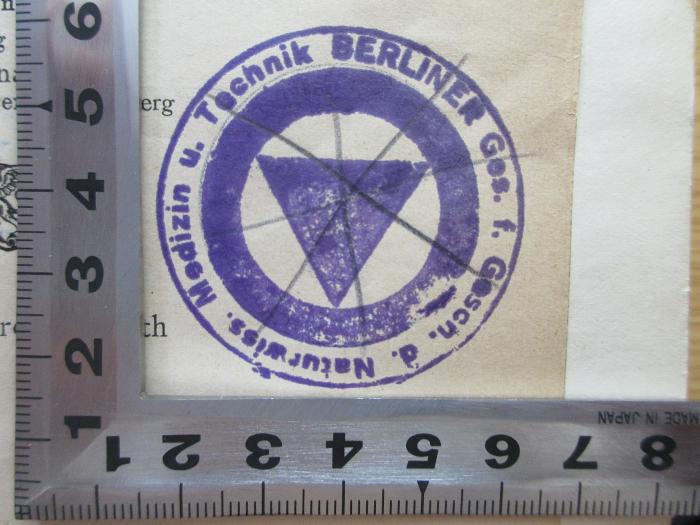 BERLINER Ges. f. Gesch. d. Naturwiss. Medizin u. Technik
erg
th
6
5
4
3
2
1
1 2 3 4 5 6 7 8
MADE IN JAPAN